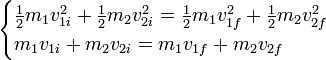 ½m₁v₁ᵢ² + ½m₂v₂ᵢ² = ½m₁v₁f² + ½m₂v₂f²
m₁v₁ᵢ + m₂v₂ᵢ = m₁v₁f + m₂v₂f